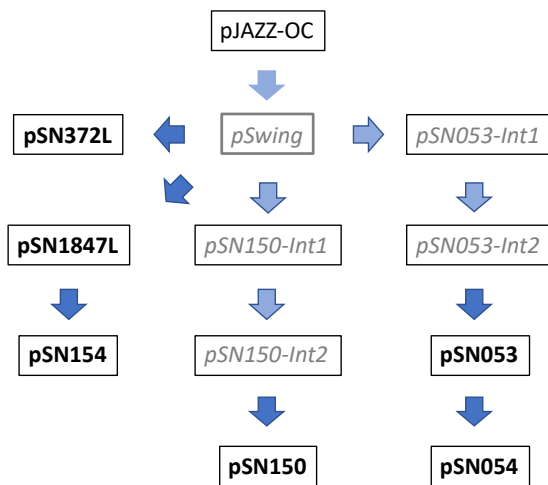 pJAZZ-OC
pSN372L
pSwing
pSN053-Int1
pSN1847L
pSN150-Int1
pSN053-Int2
pSN154
pSN150-Int2
pSN053
pSN150
pSN054